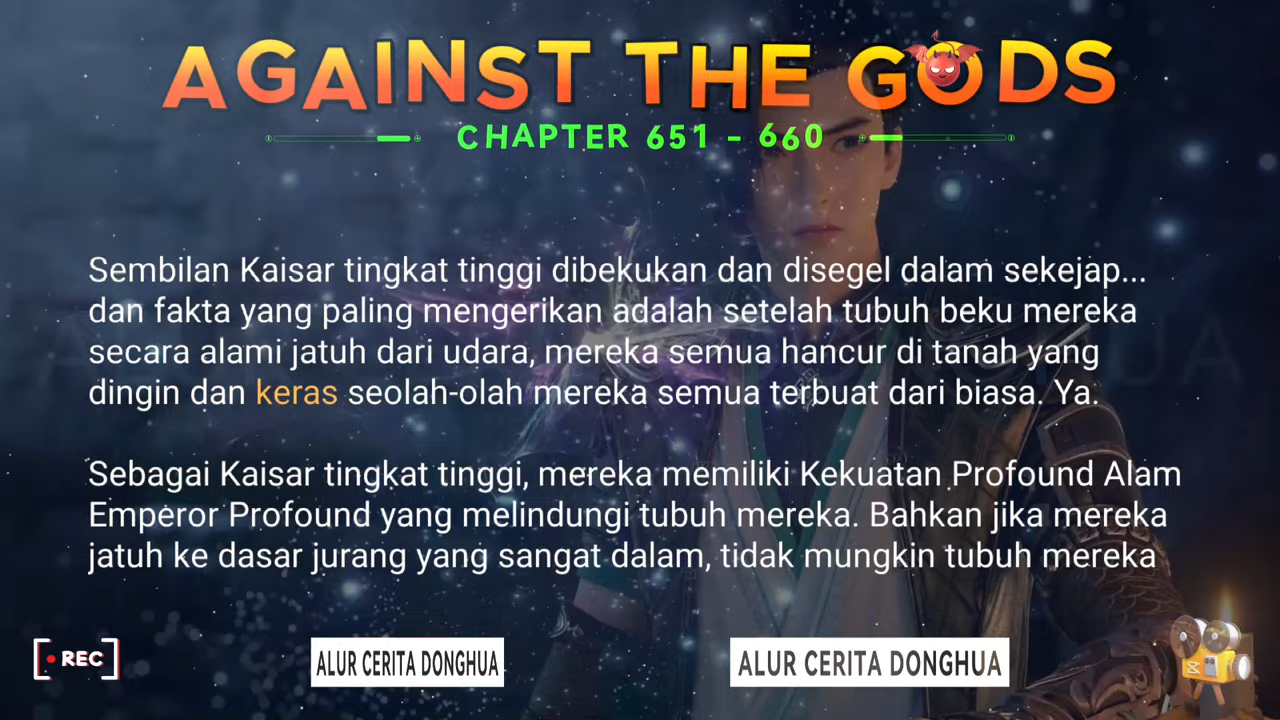 AGAINST THE GODS
CHAPTER 651 - 660
Sembilan Kaisar tingkat tinggi dibekukan dan disegel dalam sekejap...
dan fakta yang paling mengerikan adalah setelah tubuh beku mereka
secara alami jatuh dari udara, mereka semua hancur di tanah yang
dingin dan keras seolah-olah mereka semua terbuat dari biasa. Ya.
Sebagai Kaisar tingkat tinggi, mereka memiliki Kekuatan Profound Alam
Emperor Profound yang melindungi tubuh mereka. Bahkan jika mereka
jatuh ke dasar jurang yang sangat dalam, tidak mungkin tubuh mereka
REC
ALUR CERITA DONGHUA
ALUR CERITA DONGHUA